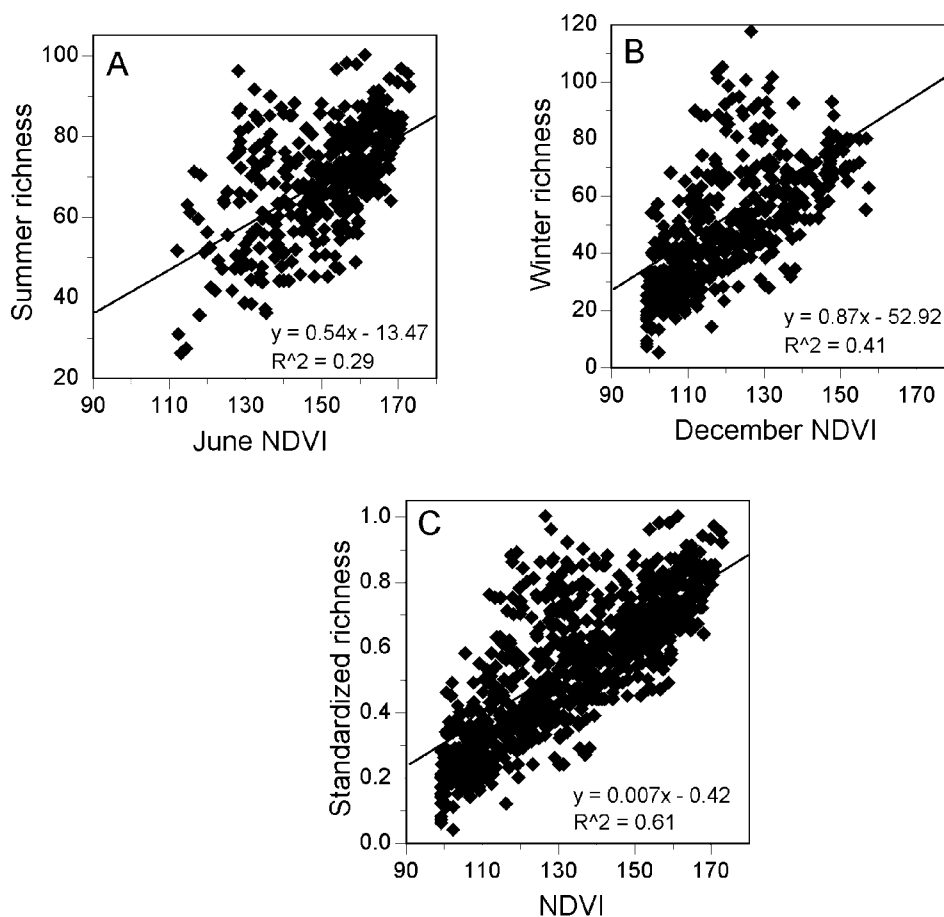 A
Summer richness
100
80
60
40
20
y = 0.54x - 13.47
R^2 = 0.29
90 110 130 150 170
June NDVI
B
Winter richness
120
100
80
60
40
20
0
y = 0.87x - 52.92
R^2 = 0.41
90 110 130 150 170
December NDVI
C
Standardized richness
1.0
0.8
0.6
0.4
0.2
0.0
y = 0.007x - 0.42
R^2 = 0.61
90 110 130 150 170
NDVI